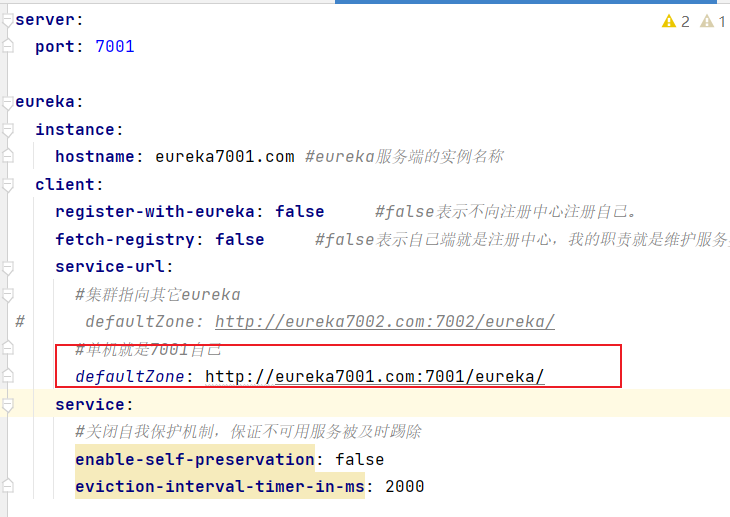 server:
  port: 7001
2 1
eureka:
  instance:
    hostname: eureka7001.com #eureka服务端的实例名称
  client:
    register-with-eureka: false     #false表示不向注册中心注册自己。
    fetch-registry: false     #false表示自己端就是注册中心，我的职责就是维护服务
    service-url:
      #集群指向其它eureka
#      defaultZone: http://eureka7002.com:7002/eureka/
      #单机就是7001自己
      defaultZone: http://eureka7001.com:7001/eureka/
    service:
      #关闭自我保护机制，保证不可用服务被及时踢除
      enable-self-preservation: false
      eviction-interval-timer-in-ms: 2000